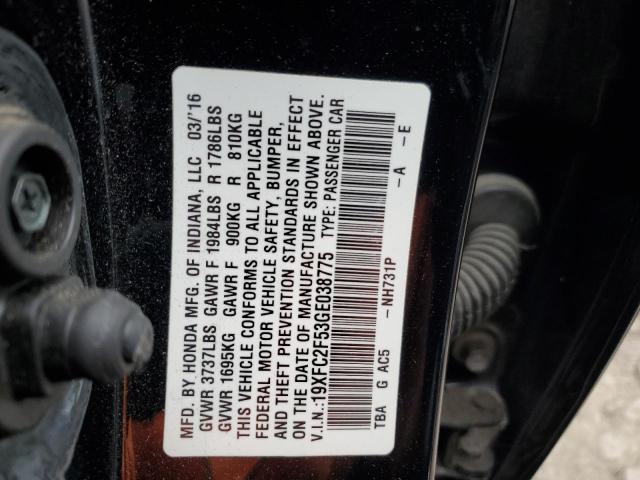 MFD. BY HONDA MFG. OF INDIANA, LLC 03/'16
GVWR 3737LBS GAWR F 1984LBS R 1786LBS
GVWR 1695KG GAWR F 900KG R 810KG
THIS VEHICLE CONFORMS TO ALL APPLICABLE
FEDERAL MOTOR VEHICLE SAFETY, BUMPER,
AND THEFT PREVENTION STANDARDS IN EFFECT
ON THE DATE OF MANUFACTURE SHOWN ABOVE.
V.I.N.:19XFC2F53GE038775 TYPE: PASSENGER CAR
TBA G AC5 -NH731P -A -E